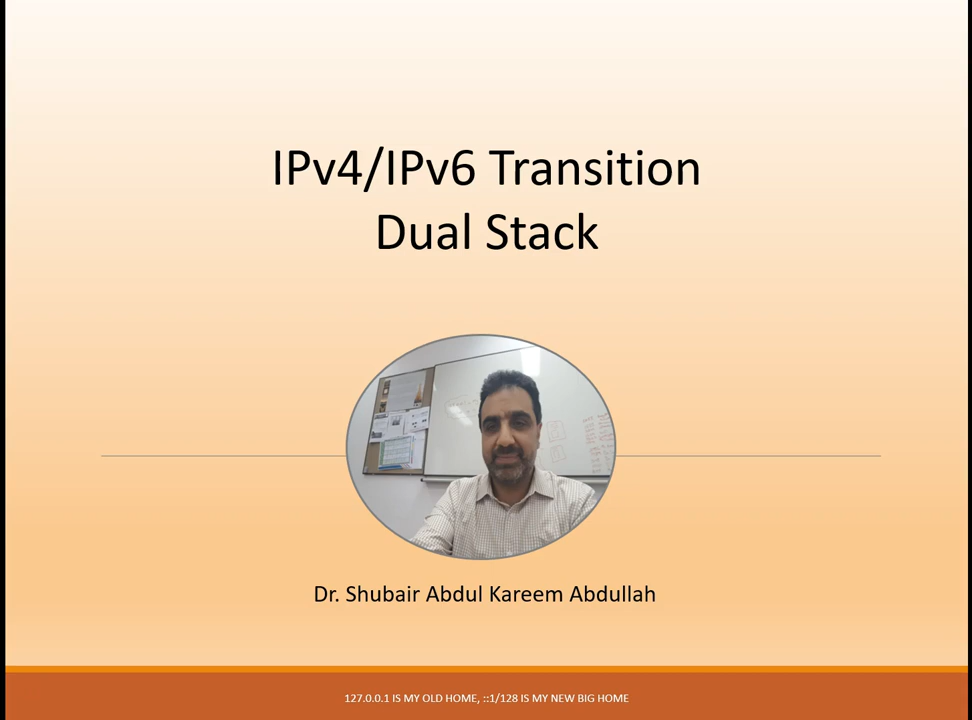 IPv4/IPv6 Transition
Dual Stack
Dr. Shubair Abdul Kareem Abdullah
127.0.0.1 IS MY OLD HOME, ::1/128 IS MY NEW BIG HOME